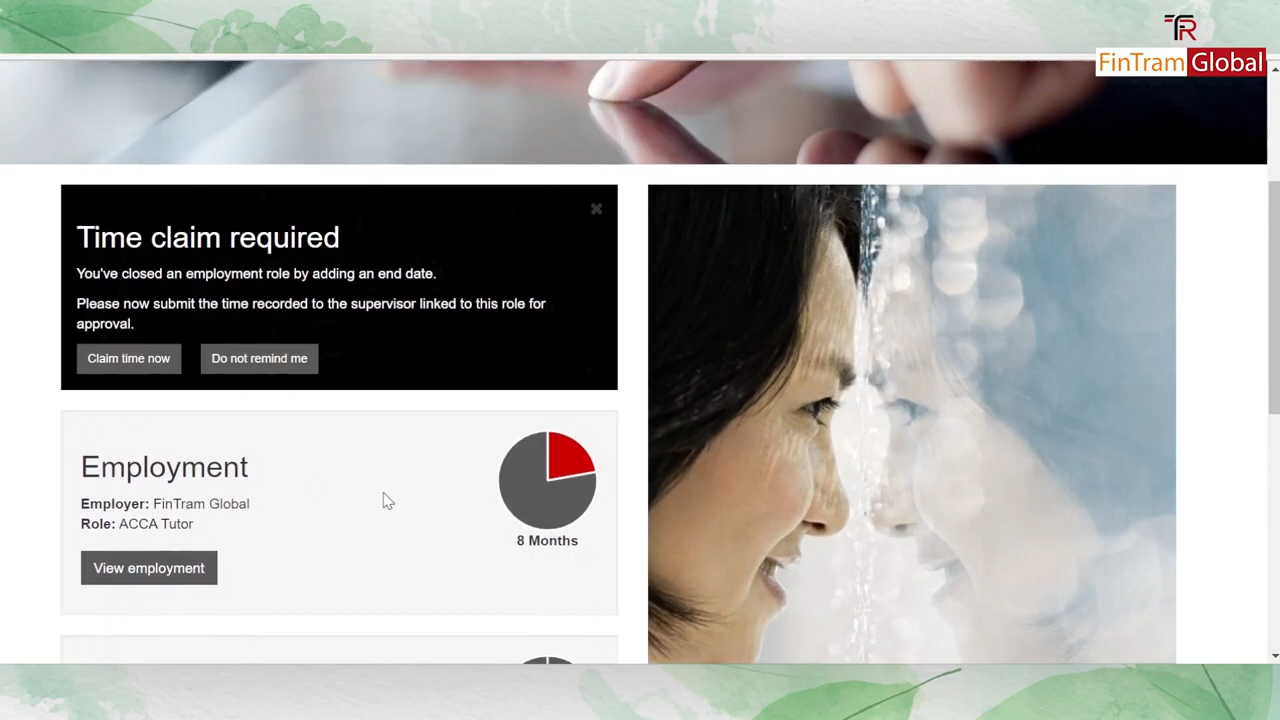 TR
FinTram Global
Time claim required
You've closed an employment role by adding an end date.
Please now submit the time recorded to the supervisor linked to this role for
approval.
Claim time now
Do not remind me
Employment
Employer: FinTram Global
Role: ACCA Tutor
8 Months
View employment